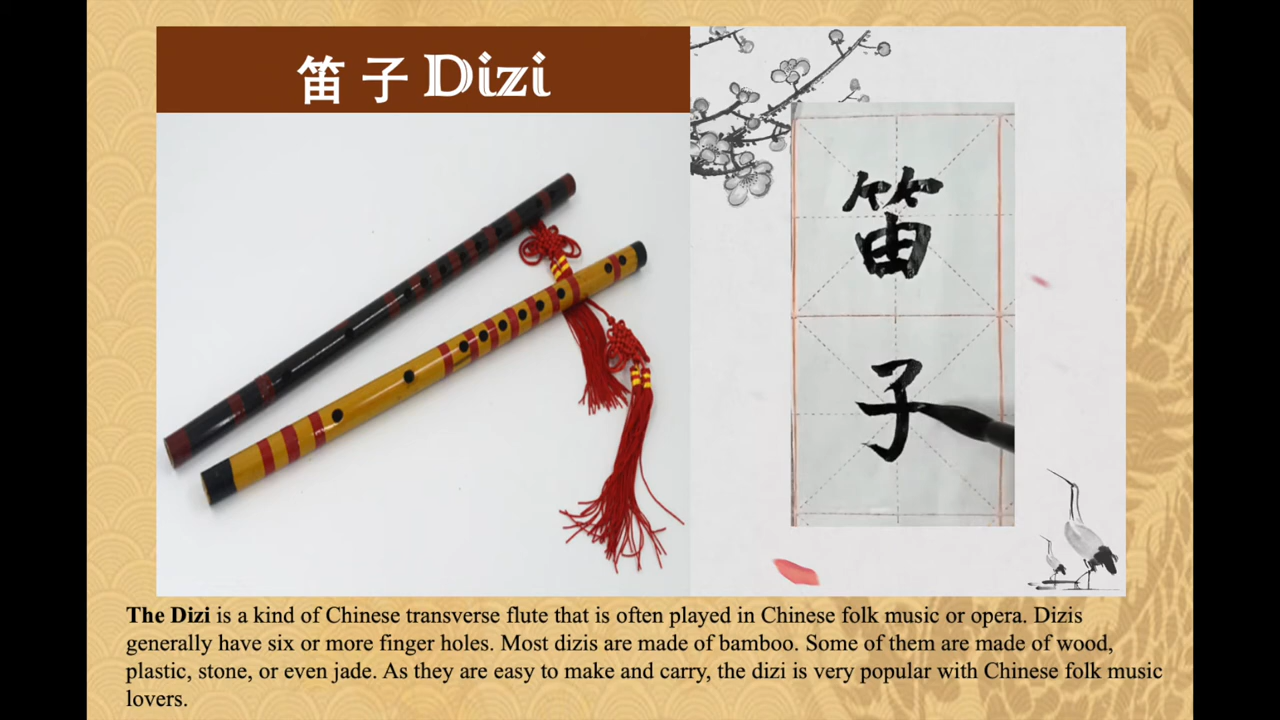 笛子 Dizi
笛
子
The Dizi is a kind of Chinese transverse flute that is often played in Chinese folk music or opera. Dizis
generally have six or more finger holes. Most dizis are made of bamboo. Some of them are made of wood,
plastic, stone, or even jade. As they are easy to make and carry, the dizi is very popular with Chinese folk music
lovers.